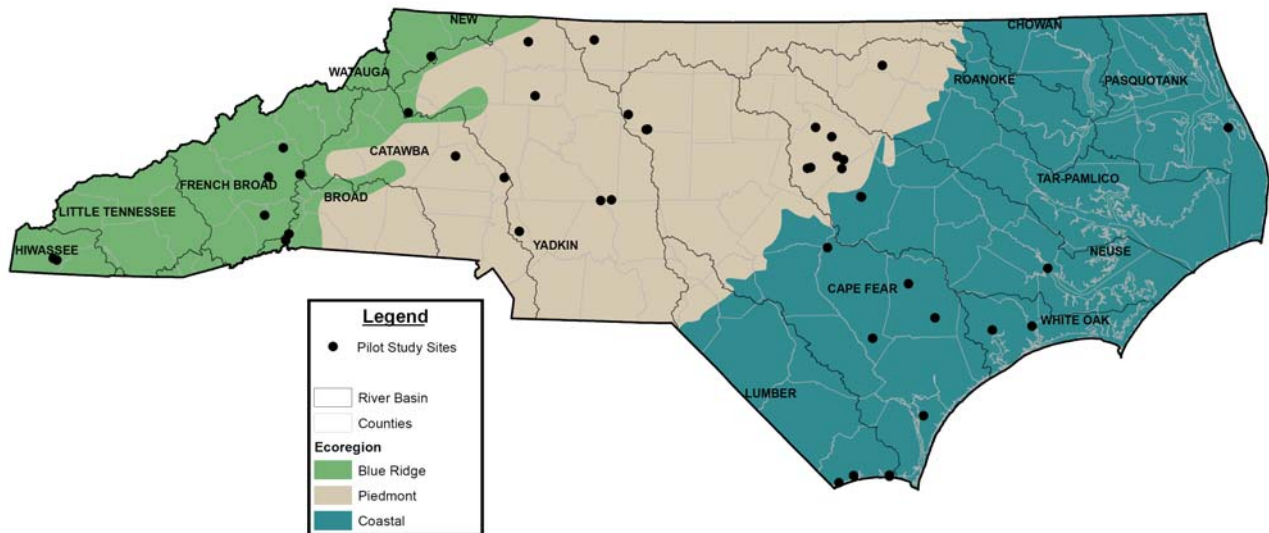 NEW
CHOWAN
WATAUGA
ROANOKE
PASQUOTANK
CATAWBA
FRENCH BROAD
TAR-PAMLICO
BROAD
LITTLE TENNESSEE
HIWASSEE
YADKIN
NEUSE
CAPE FEAR
WHITE OAK
LUMBER
Legend
Pilot Study Sites
River Basin
Counties
Ecoregion
Blue Ridge
Piedmont
Coastal